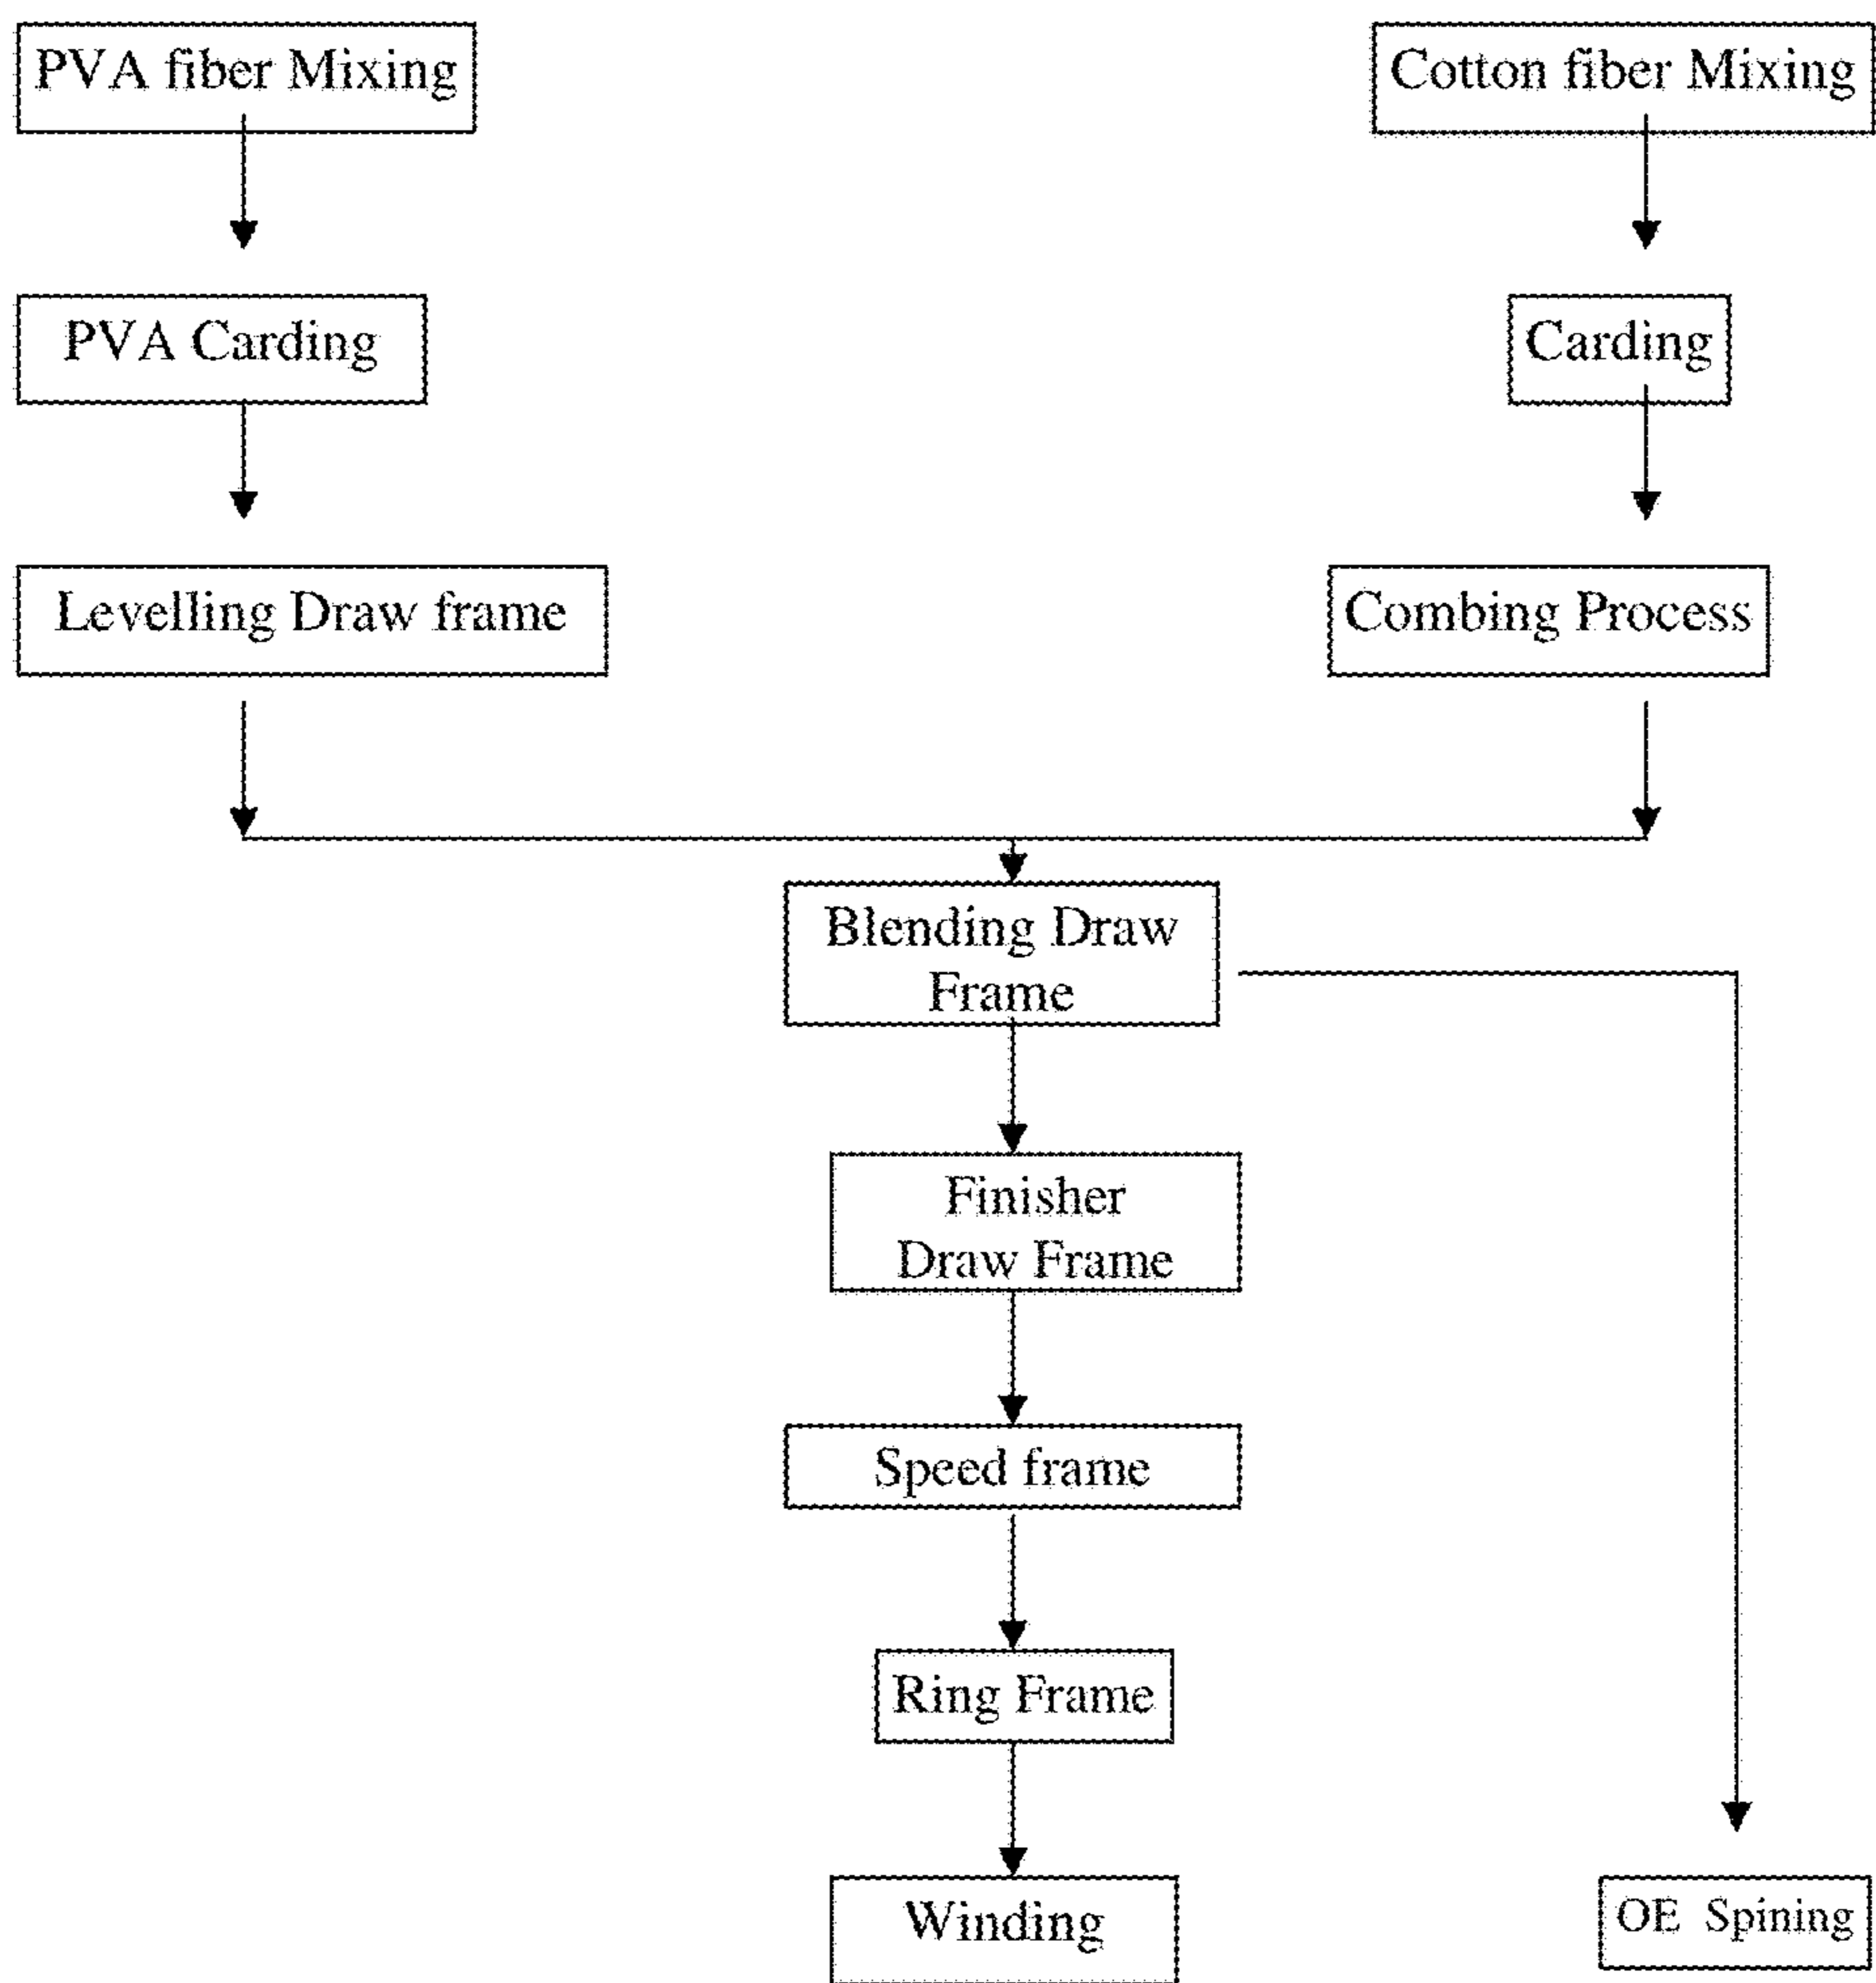 PVA fiber Mixing
Cotton fiber Mixing
PVA Carding
Carding
Levelling Draw frame
Combing Process
Blending Draw
Frame
Finisher
Draw Frame
Speed frame
Ring Frame
Winding
OE Spining